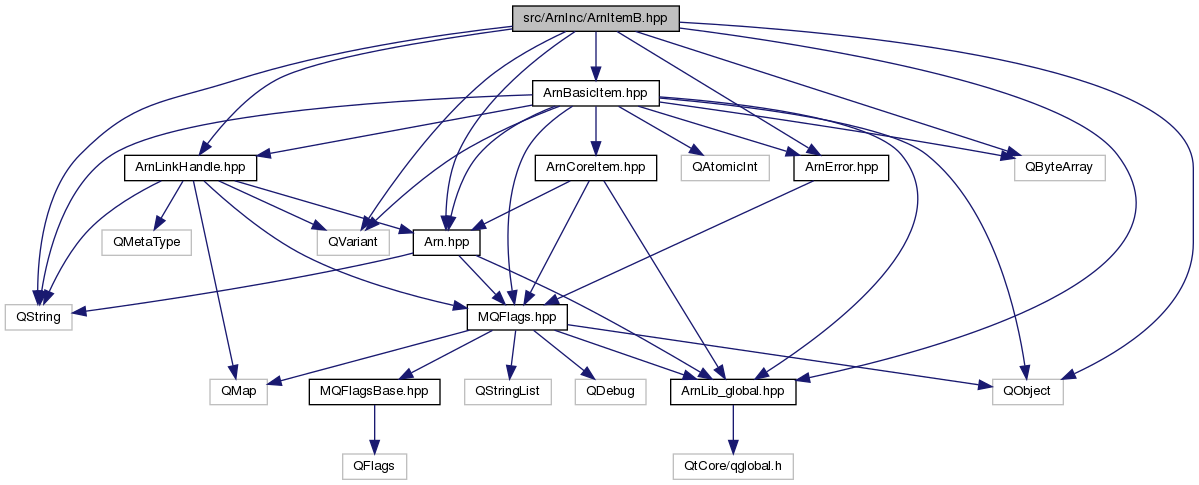 src/ArnInc/ArnItemB.hpp
ArnBasicItem.hpp
ArnLinkHandle.hpp
ArnCoreItem.hpp
QAtomicInt
ArnError.hpp
QByteArray
QMetaType
QVariant
Arn.hpp
QString
MQFlags.hpp
QMap
MQFlagsBase.hpp
QStringList
QDebug
ArnLib_global.hpp
QObject
QFlags
QtCore/qglobal.h